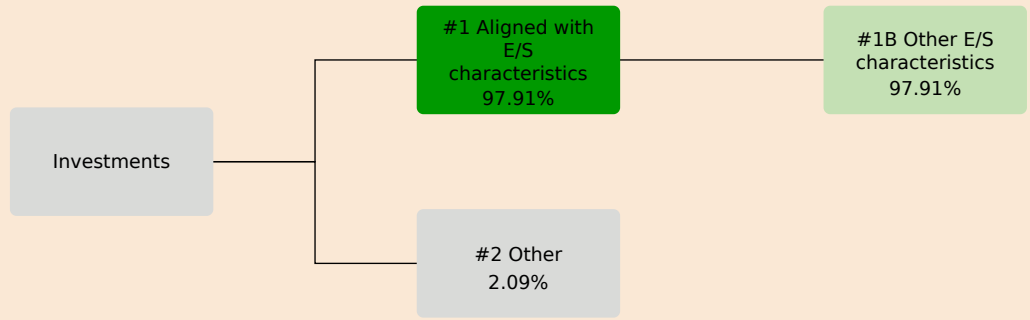 #1 Aligned with
E/S
characteristics
97.91%
#1B Other E/S
characteristics
97.91%
Investments
#2 Other
2.09%